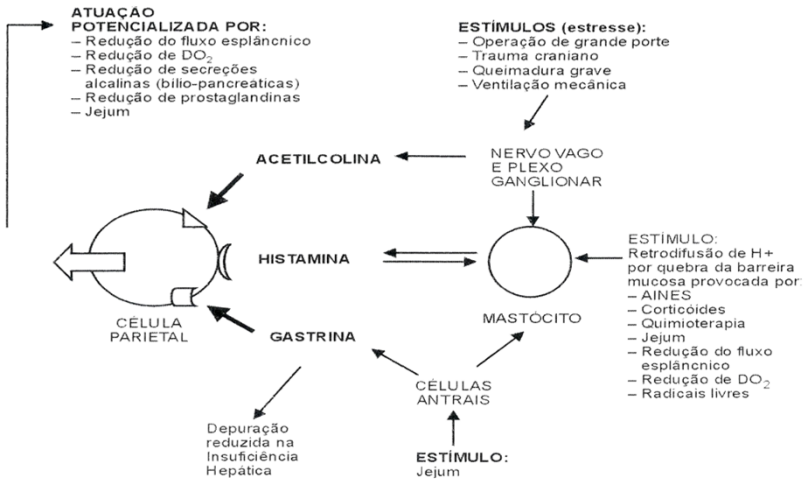 ATUAÇÃO
POTENCIALIZADA POR:
– Redução do fluxo esplâncnico
– Redução de DO2
– Redução de secreções
alcalinas (bílio-pancreáticas)
– Redução de prostaglandinas
– Jejum
ESTÍMULOS (estresse):
– Operação de grande porte
– Trauma craniano
– Queimadura grave
– Ventilação mecânica
ACETILCOLINA
NERVO VAGO
E PLEXO
GANGLIONAR
HISTAMINA
CÉLULA
PARIETAL
MASTÓCITO
ESTÍMULO:
Retrodifusão de H+
por quebra da barreira
mucosa provocada por:
– AINES
– Corticóides
– Quimioterapia
– Jejum
– Redução do fluxo
esplâncnico
– Redução de DO2
– Radicais livres
GASTRINA
CÉLULAS
ANTRAIS
Depuração
reduzida na
Insuficiência
Hepática
ESTÍMULO:
Jejum